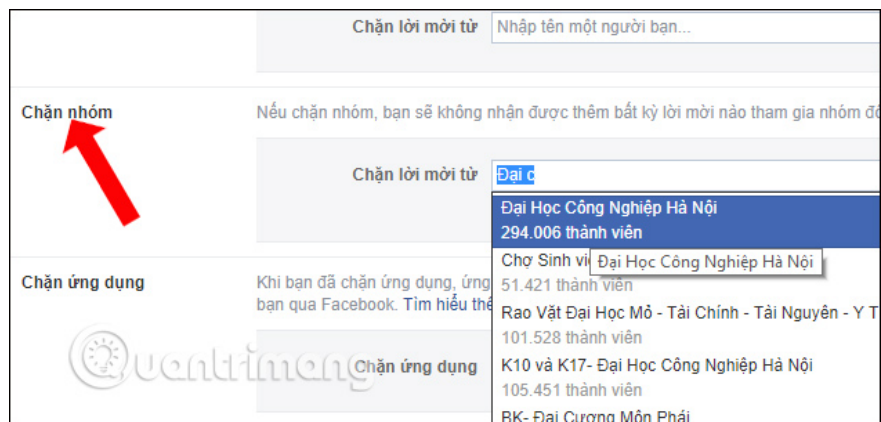 Chặn lời mời từ Nhập tên một người bạn...
Chặn nhóm Nếu chặn nhóm, bạn sẽ không nhận được thêm bất kỳ lời mời nào tham gia nhóm
Chặn lời mời từ Đại c
Đại Học Công Nghiệp Hà Nội
294.006 thành viên
Chợ Sinh Đại Học Công Nghiệp Hà Nội
Chặn ứng dụng Khi bạn đã chặn ứng dụng, ứng 51.421 thành viên
bạn qua Facebook. Tìm hiểu Rao Vặt Đại Học Mỏ - Tài Chính - Tài Nguyên - Y T
101.528 thành viên
Quantrimang
Chặn ứng dụng K10 và K17- Đại Học Công Nghiệp Hà Nội
105.451 thành viên
BK- Đại Cương Môn Phái